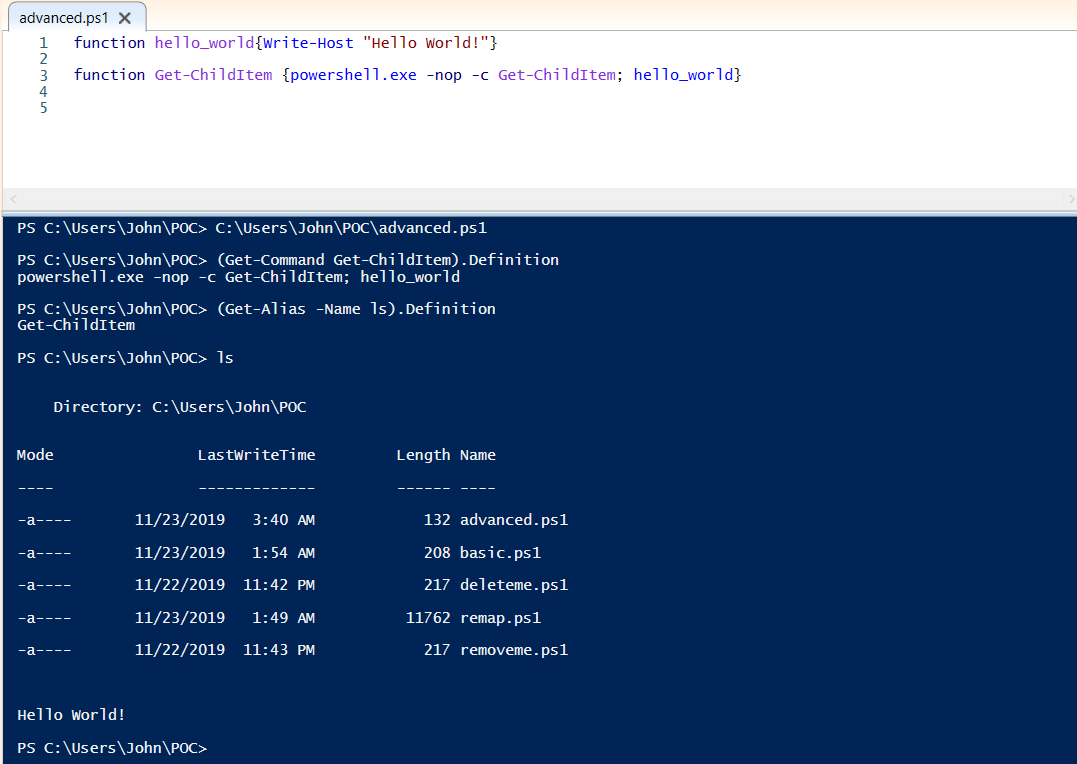 advanced.ps1
1 function hello_world{Write-Host "Hello World!"}
2
3 function Get-ChildItem {powershell.exe -nop -c Get-ChildItem; hello_world}
4
5
PS C:\Users\John\POC> C:\Users\John\POC\advanced.ps1
PS C:\Users\John\POC> (Get-Command Get-ChildItem).Definition
powershell.exe -nop -c Get-ChildItem; hello_world
PS C:\Users\John\POC> (Get-Alias -Name ls).Definition
Get-ChildItem
PS C:\Users\John\POC> ls
Directory: C:\Users\John\POC
Mode LastWriteTime Length Name
---- ------------- ------ ----
-a---- 11/23/2019 3:40 AM 132 advanced.ps1
-a---- 11/23/2019 1:54 AM 208 basic.ps1
-a---- 11/22/2019 11:42 PM 217 deleteme.ps1
-a---- 11/23/2019 1:49 AM 11762 remap.ps1
-a---- 11/22/2019 11:43 PM 217 removeme.ps1
Hello World!
PS C:\Users\John\POC>